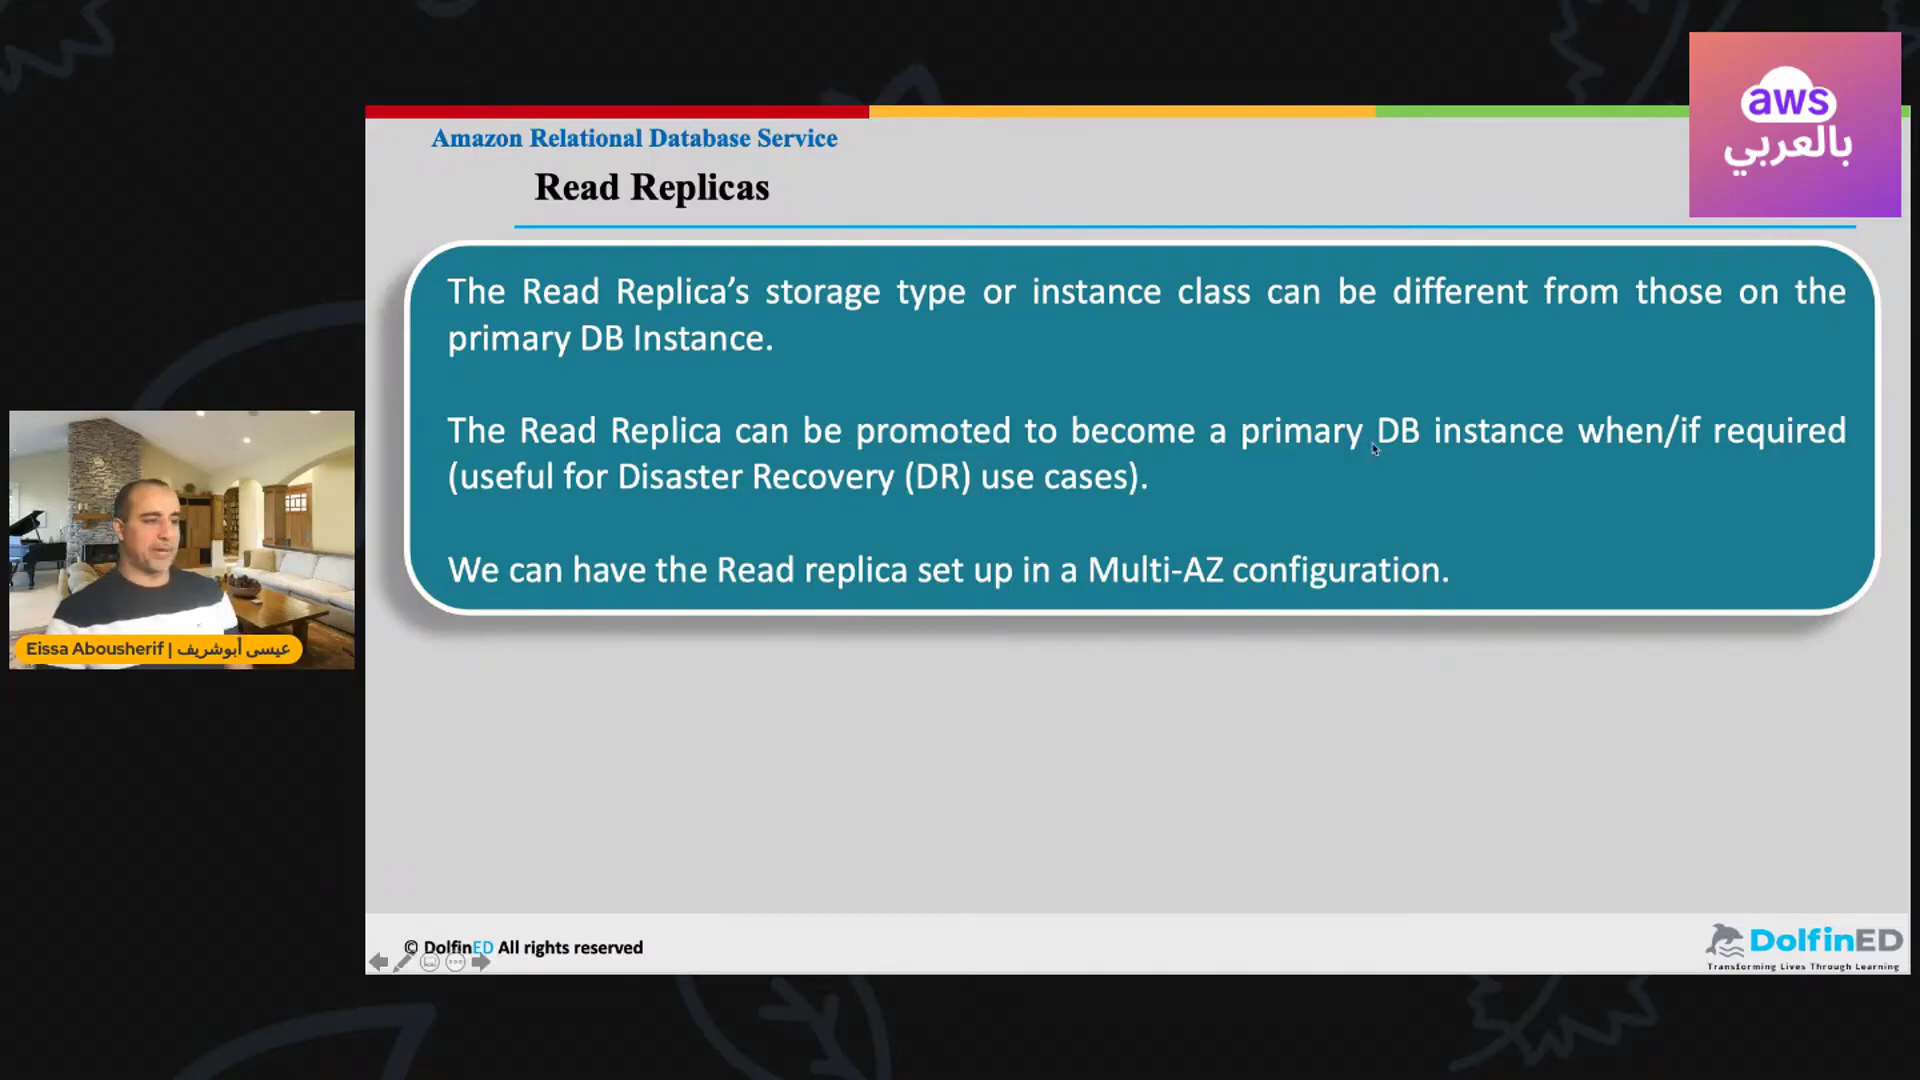 aws
بالعربي
Amazon Relational Database Service
Read Replicas
The Read Replica’s storage type or instance class can be different from those on the
primary DB Instance.
The Read Replica can be promoted to become a primary DB instance when/if required
(useful for Disaster Recovery (DR) use cases).
We can have the Read replica set up in a Multi-AZ configuration.
Eissa Abousherif | عيسى أبوشريف
© DolfinED All rights reserved
DolfinED
Transforming Lives Through Learning